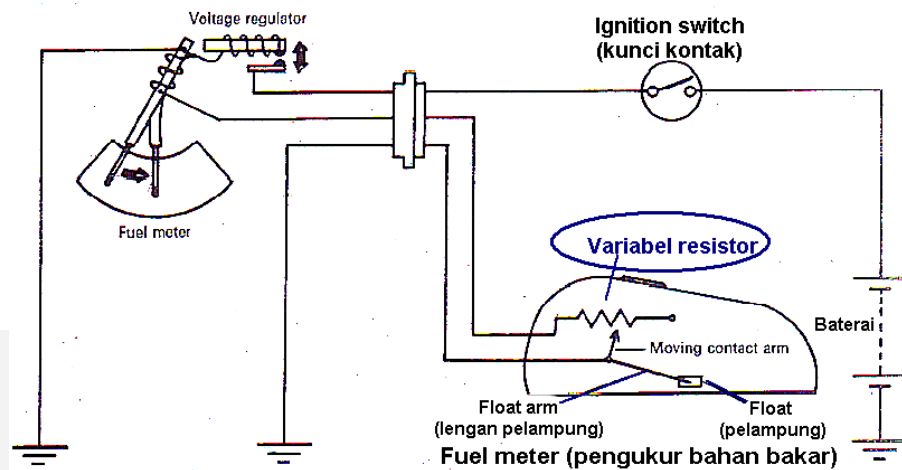 Voltage regulator
Ignition switch
(kunci kontak)
Fuel meter
Variabel resistor
Baterai
Moving contact arm
Float arm
(lengan pelampung)
Float
(pelampung)
Fuel meter (pengukur bahan bakar)